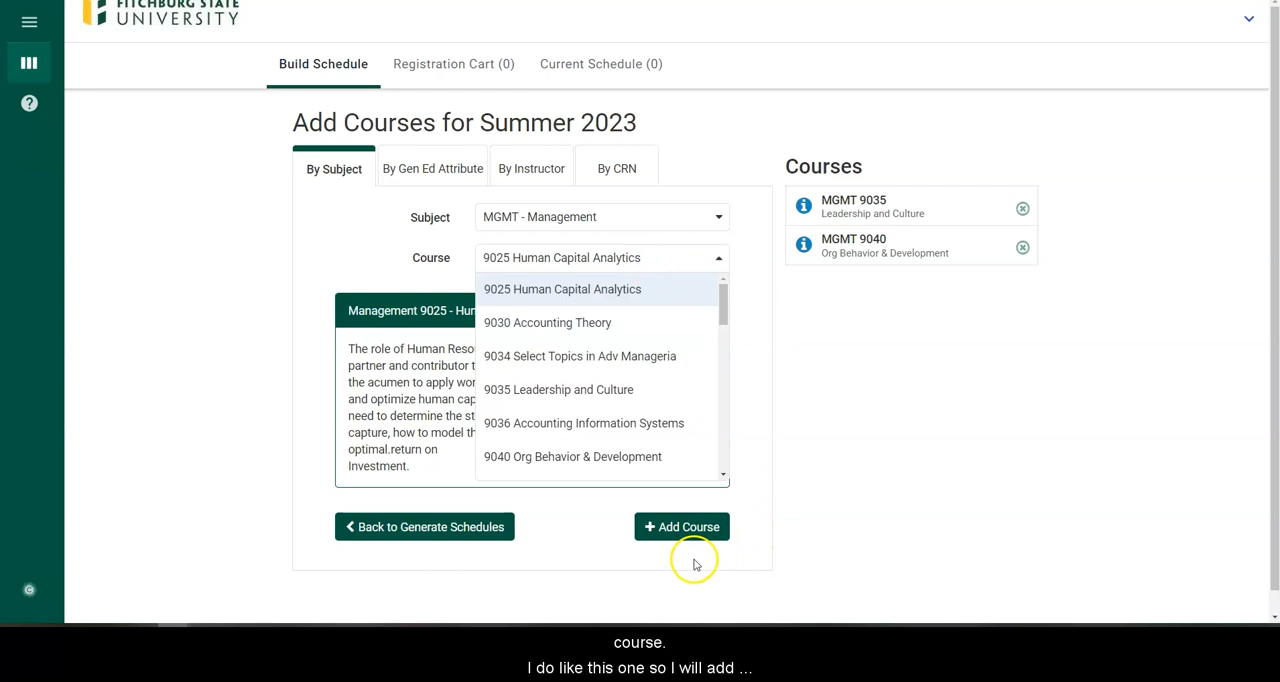 FITCHBURG STATE
UNIVERSITY
Build Schedule
Registration Cart (0)
Current Schedule (0)
Add Courses for Summer 2023
By Subject
By Gen Ed Attribute
By Instructor
By CRN
Subject
MGMT - Management
Course
9025 Human Capital Analytics
9025 Human Capital Analytics
9030 Accounting Theory
9034 Select Topics in Adv Manageria
9035 Leadership and Culture
9036 Accounting Information Systems
9040 Org Behavior & Development
Management 9025 - Hu
The role of Human Reso
partner and contributor t
the acumen to apply wor
and optimize human cap
need to determine the st
capture, how to model th
optimal.return on
Investment.
Back to Generate Schedules
+ Add Course
Courses
MGMT 9035
Leadership and Culture
MGMT 9040
Org Behavior & Development
course.
I do like this one so I will add ...